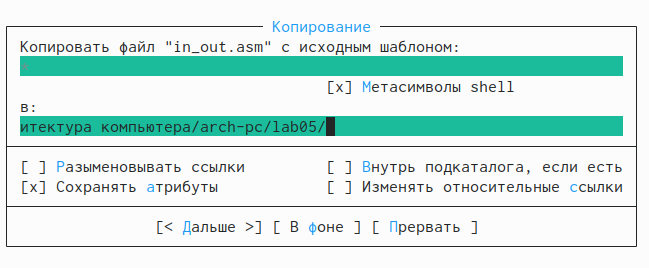 Копирование
Копировать файл "in_out.asm" с исходным шаблоном:
[x] Метасимволы shell
в:
итектура компьютера/arch-pc/lab05/
[ ] Разыменовывать ссылки [ ] Внутрь подкаталога, если есть
[x] Сохранять атрибуты [ ] Изменять относительные ссылки
[< Дальше >] [ В фоне ] [ Прервать ]